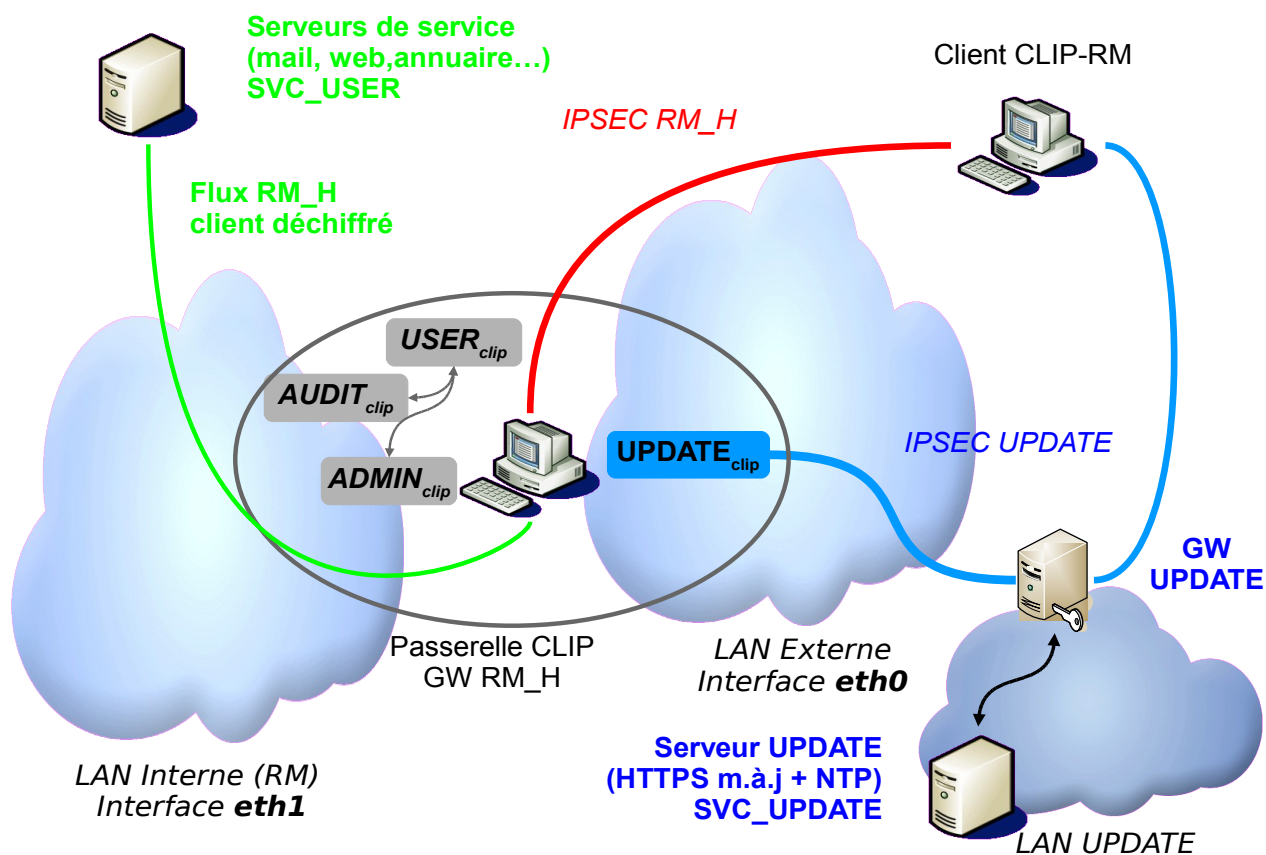 Serveurs de service
(mail, web,annuaire…)
SVC_USER
Client CLIP-RM
IPSEC RM_H
Flux RM_H
client déchiffré
USERclip
AUDITclip
ADMINclip
UPDATEclip
IPSEC UPDATE
GW
UPDATE
Passerelle CLIP
GW RM_H
LAN Externe
Interface eth0
Serveur UPDATE
(HTTPS m.à.j + NTP)
SVC_UPDATE
LAN Interne (RM)
Interface eth1
LAN UPDATE